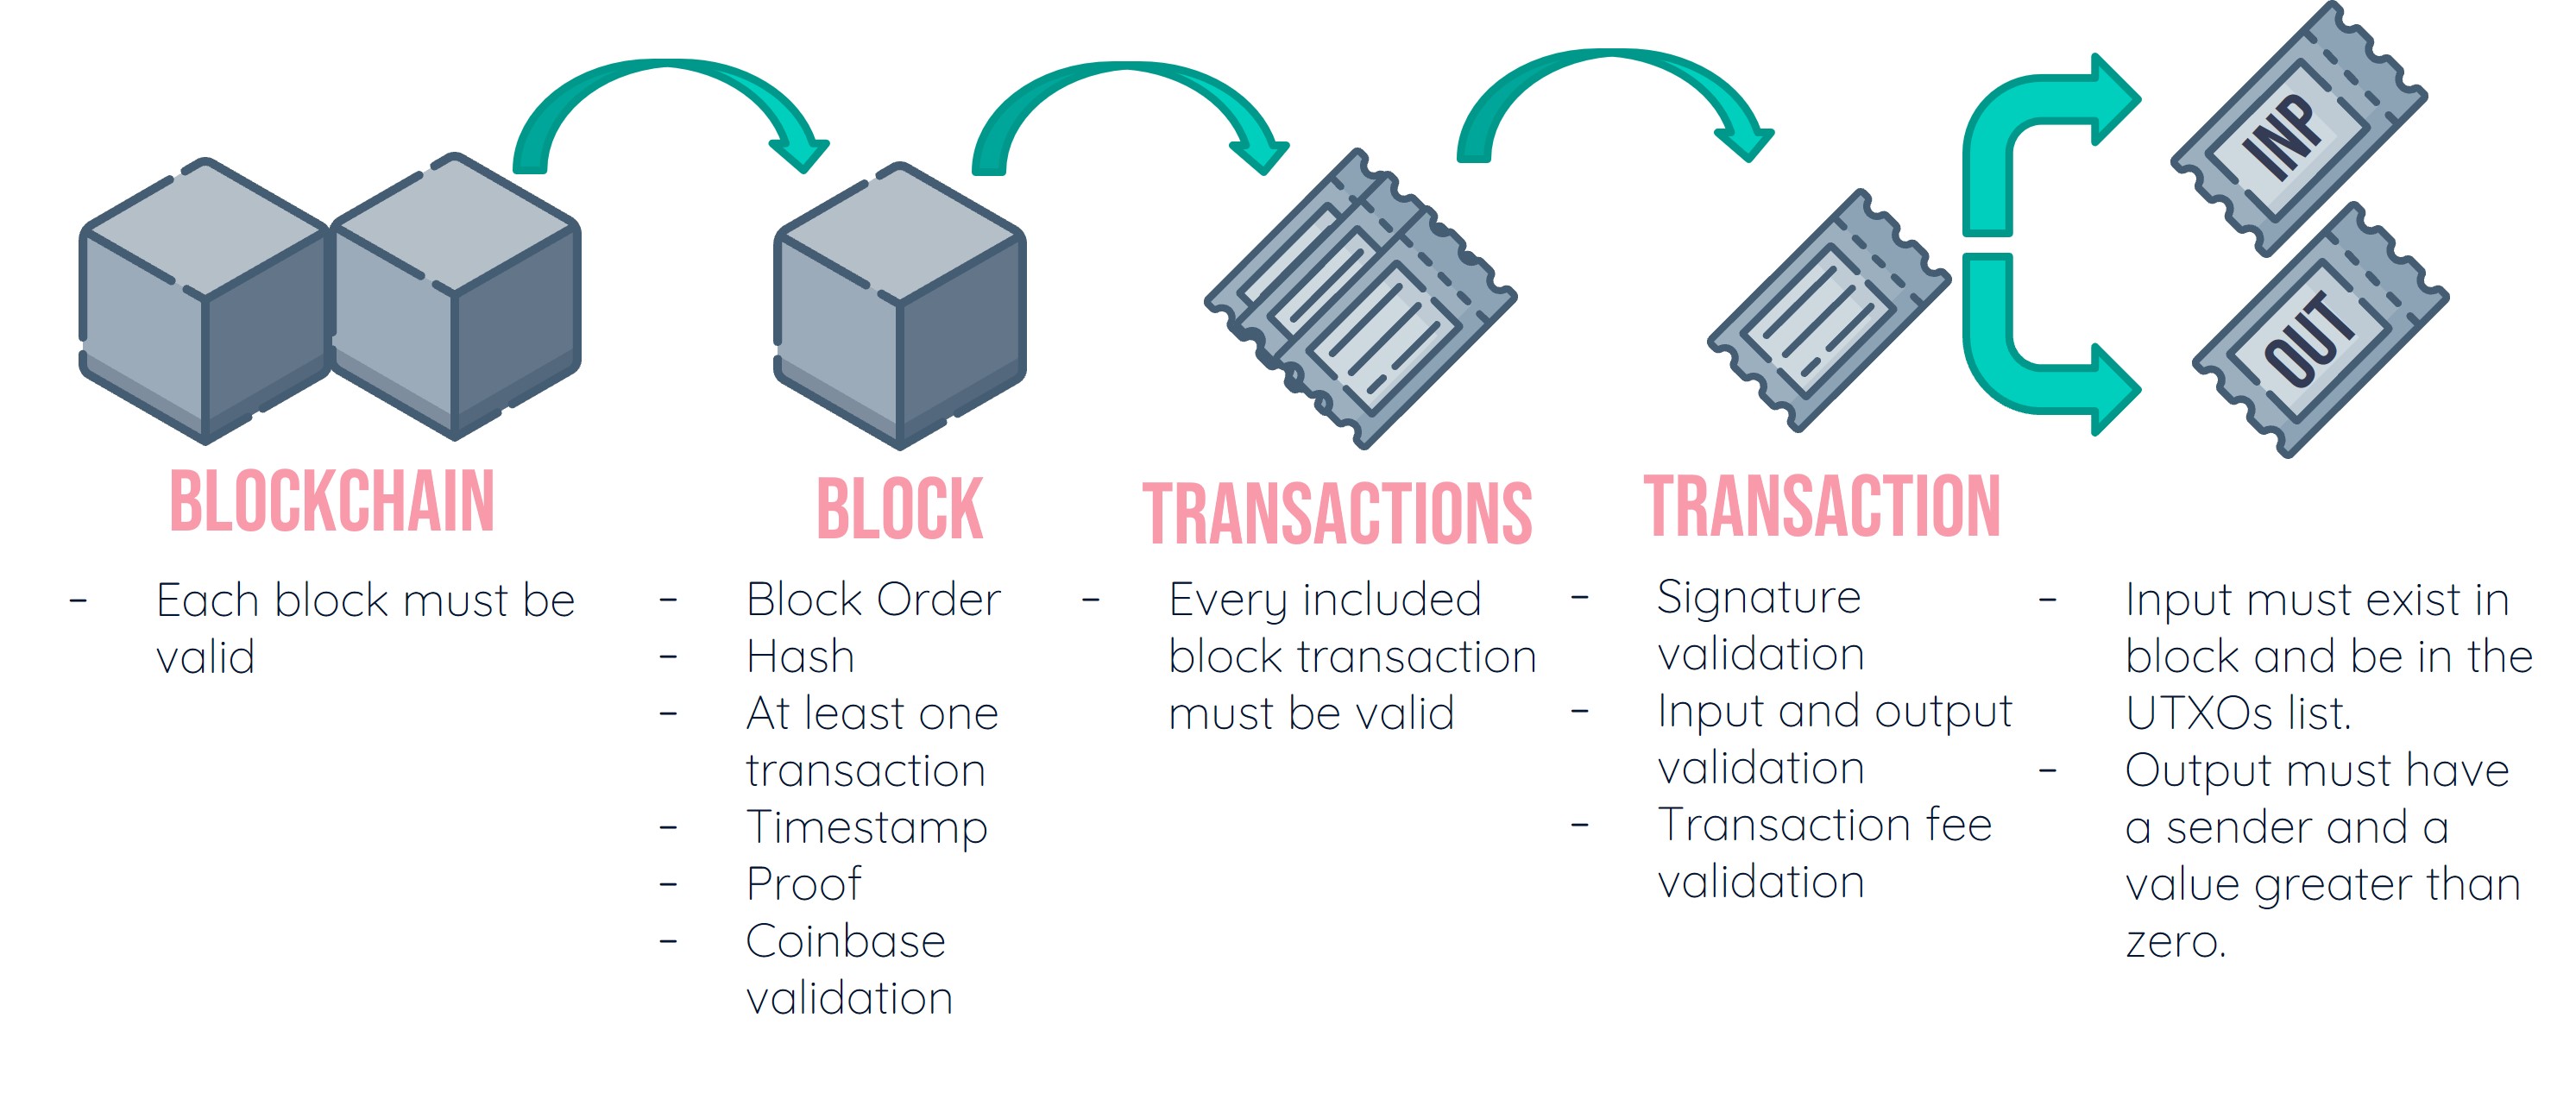 INP
OUT
BLOCKCHAIN
- Each block must be
valid
BLOCK
- Block Order
- Hash
- At least one
transaction
- Timestamp
- Proof
- Coinbase
validation
TRANSACTIONS
- Every included
block transaction
must be valid
TRANSACTION
- Signature
validation
- Input and output
validation
- Transaction fee
validation
- Input must exist in
block and be in the
UTXOs list.
- Output must have
a sender and a
value greater than
zero.